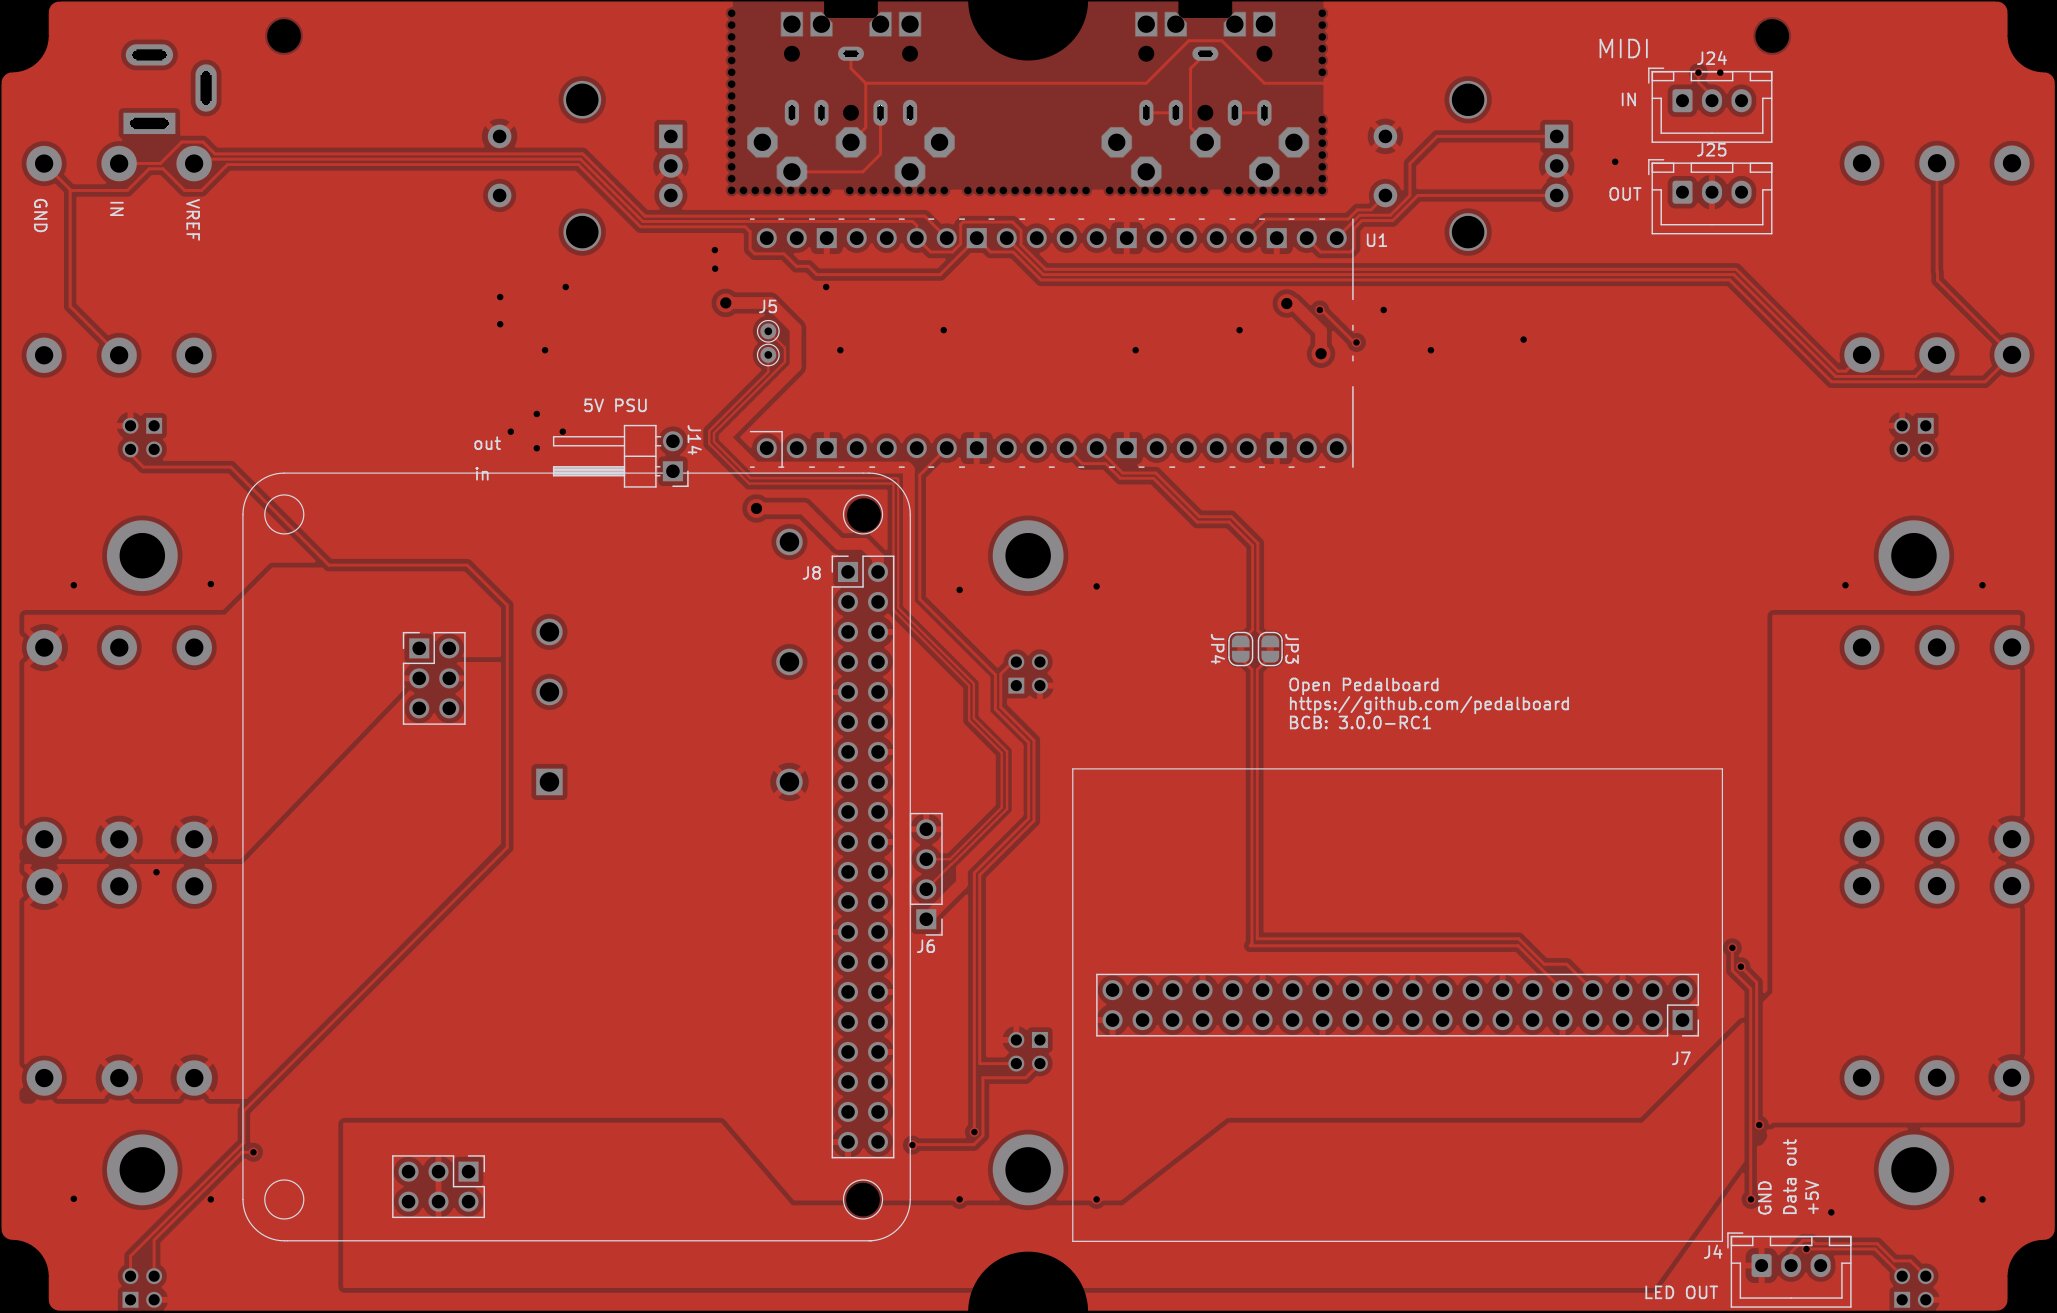 MIDI
J24
IN
J25
OUT
GND
IN
VREF
U1
J5
5V PSU
J14
out
in
J8
JP4
JP3
Open Pedalboard
https://github.com/pedalboard
BCB: 3.0.0-RC1
J6
J7
GND
Data out
+5V
J4
LED OUT